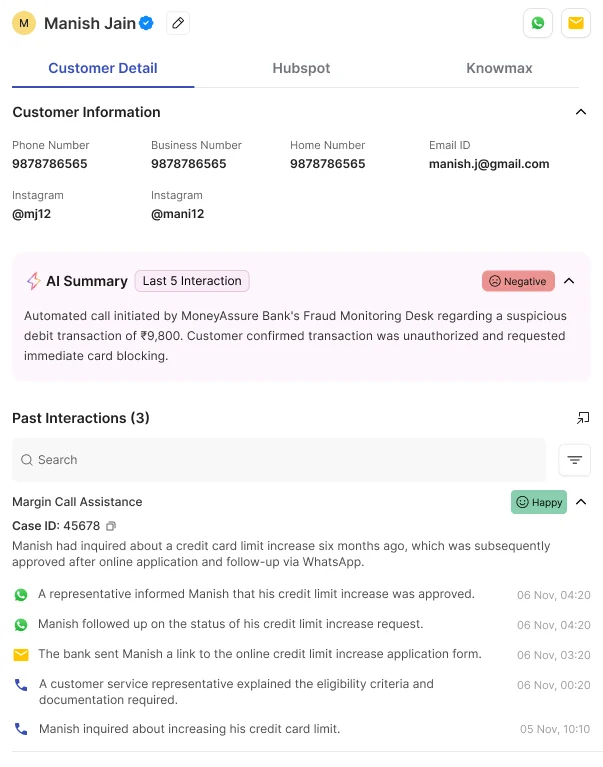 M Manish Jain
Customer Detail Hubspot Knowmax
Customer Information
Phone Number Business Number Home Number Email ID
9878786565 9878786565 9878786565 manish.j@gmail.com
Instagram Instagram
@mj12 @mani12
AI Summary Last 5 Interaction Negative
Automated call initiated by MoneyAssure Bank's Fraud Monitoring Desk regarding a suspicious
debit transaction of ₹9,800. Customer confirmed transaction was unauthorized and requested
immediate card blocking.
Past Interactions (3)
Search
Margin Call Assistance Happy
Case ID: 45678
Manish had inquired about a credit card limit increase six months ago, which was subsequently
approved after online application and follow-up via WhatsApp.
A representative informed Manish that his credit limit increase was approved. 06 Nov, 04:20
Manish followed up on the status of his credit limit increase request. 06 Nov, 04:20
The bank sent Manish a link to the online credit limit increase application form. 06 Nov, 03:20
A customer service representative explained the eligibility criteria and 06 Nov, 00:20
documentation required.
Manish inquired about increasing his credit card limit. 05 Nov, 10:10